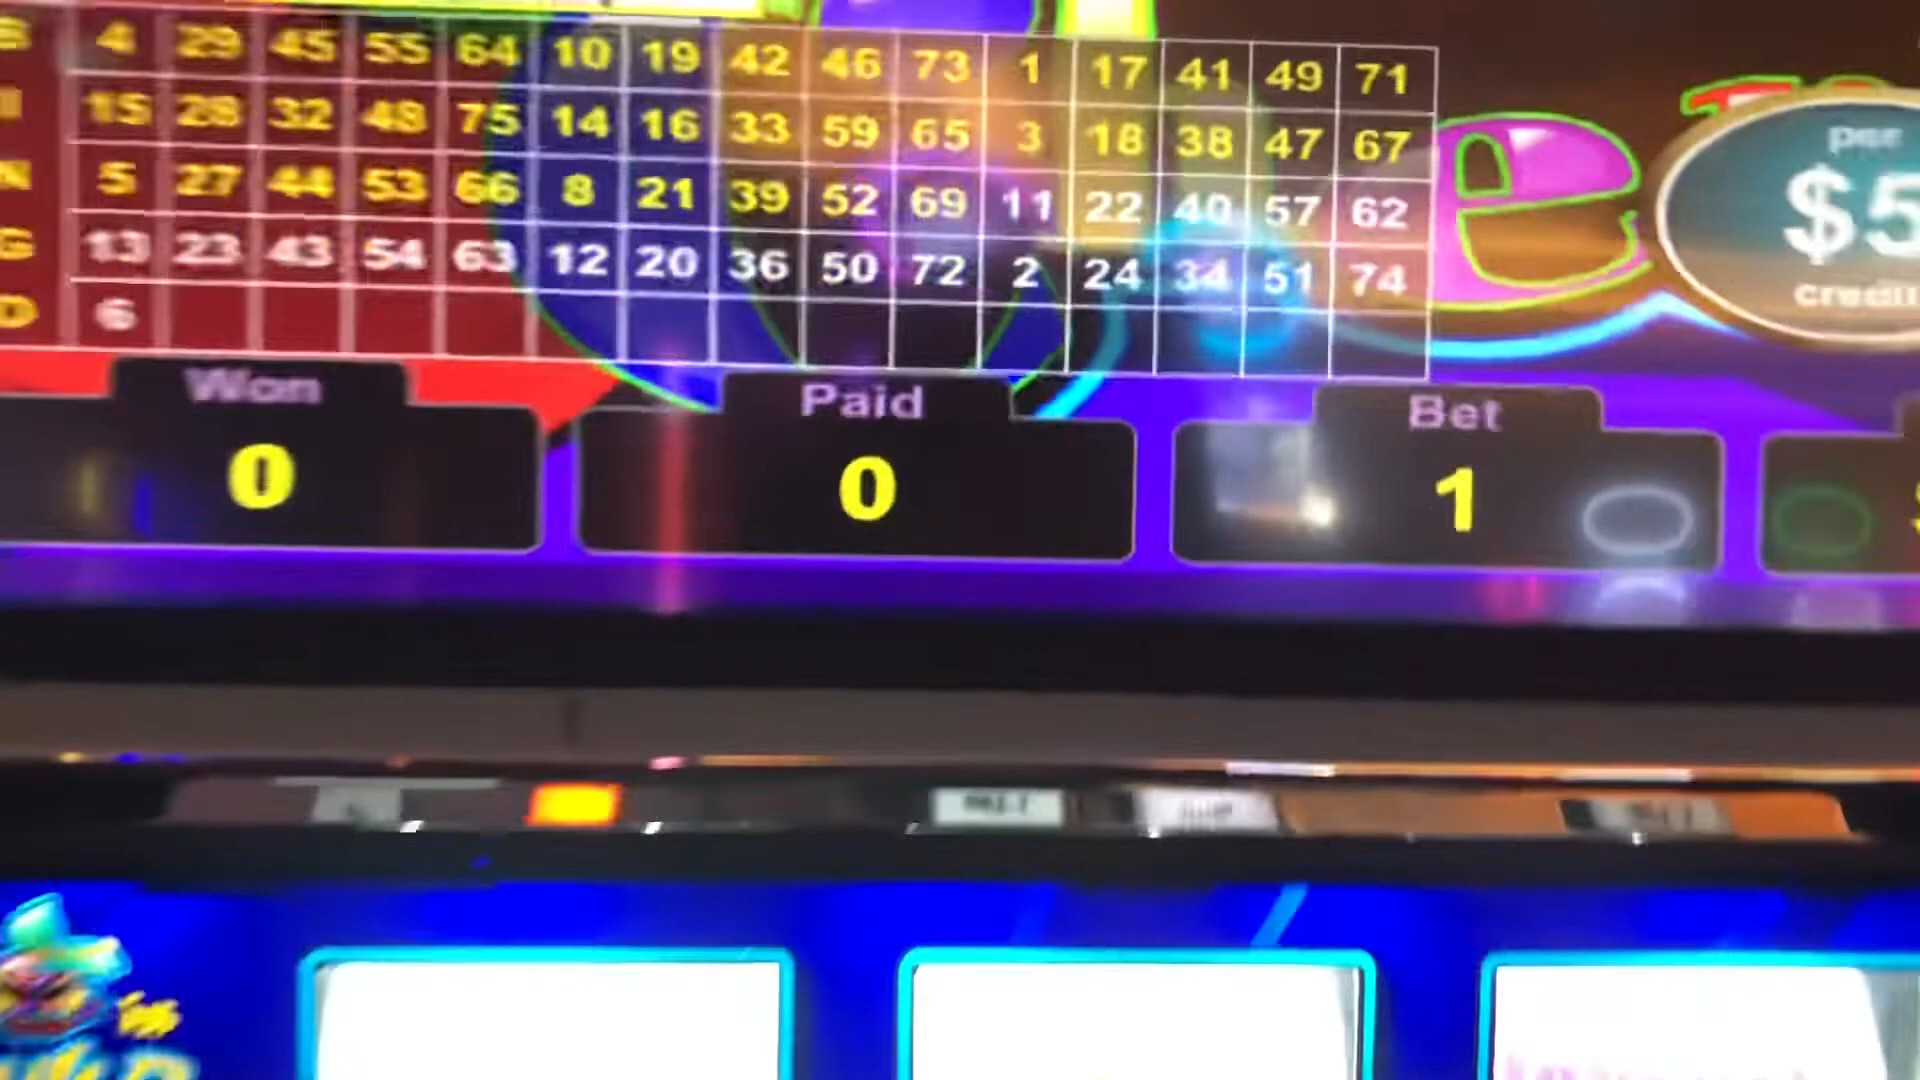 B 4 29 45 55 64 10 19 42 46 73 1 17 41 49 71
I 15 28 32 48 75 14 16 33 59 65 3 18 38 47 67
N 5 27 44 53 66 8 21 39 52 69 11 22 40 57 62
G 13 23 43 54 63 12 20 36 50 72 2 24 34 51 74
O 6
e
per
$5
credit
Won Paid Bet
0 0 1